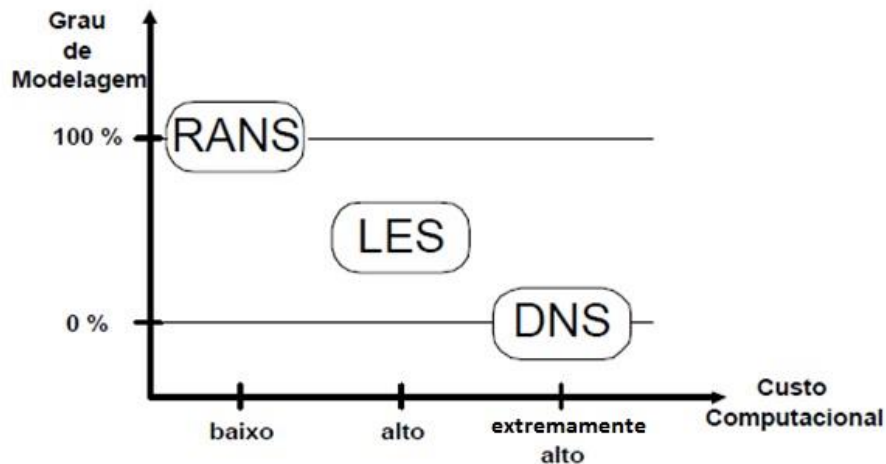 Grau
de
Modelagem
100 %
RANS
LES
0 %
DNS
baixo
alto
extremamente
alto
Custo
Computacional